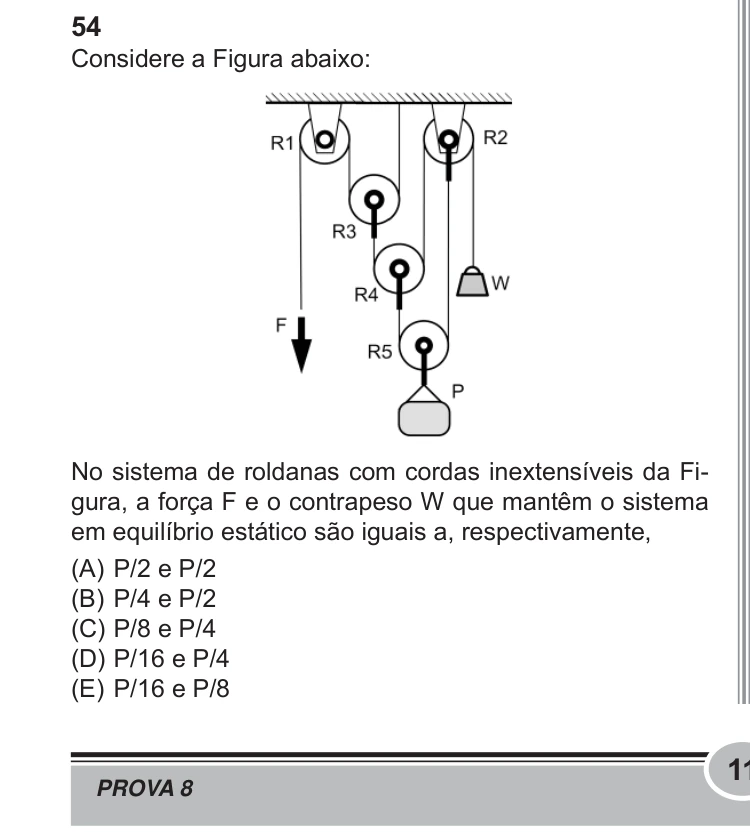 54
Considere a Figura abaixo:
R1
R2
R3
R4
W
F
R5
P
No sistema de roldanas com cordas inextensíveis da Fi-
gura, a força F e o contrapeso W que mantêm o sistema
em equilíbrio estático são iguais a, respectivamente,
(A) P/2 e P/2
(B) P/4 e P/2
(C) P/8 e P/4
(D) P/16 e P/4
(E) P/16 e P/8
PROVA 8
11